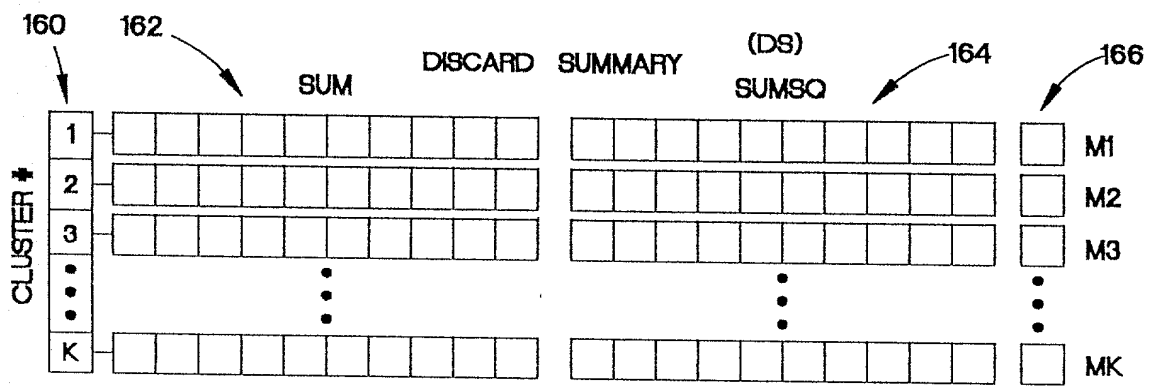 160
162
DISCARD SUMMARY (DS)
164
166
SUM
SUMSQ
CLUSTER #
1
M1
2
M2
3
M3
K
MK